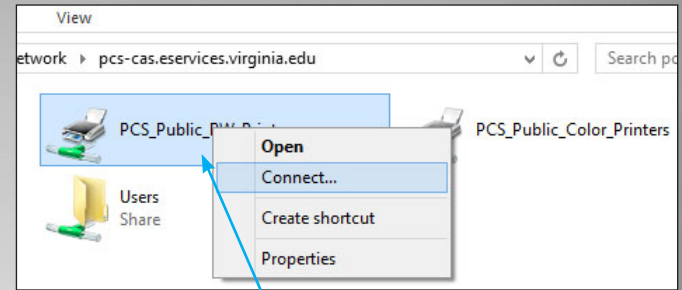 View
etwork ▸ pcs-cas.eservices.virginia.edu
Search
PCS_Public_
PCS_Public_Color_Printers
Users
Share
Open
Connect...
Create shortcut
Properties